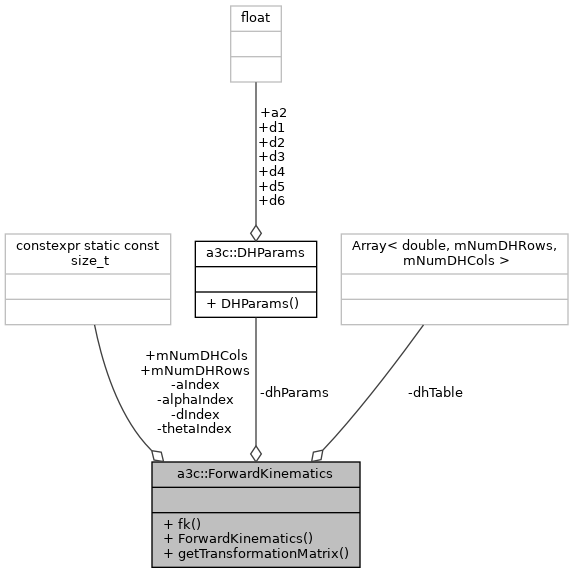 float
+a2
+d1
+d2
+d3
+d4
+d5
+d6
constexpr static const
size_t
a3c::DHParams
+ DHParams()
Array< double, mNumDHRows,
mNumDHCols >
+mNumDHCols
+mNumDHRows
-aIndex
-alphaIndex
-dIndex
-thetaIndex
-dhParams
-dhTable
a3c::ForwardKinematics
+ fk()
+ ForwardKinematics()
+ getTransformationMatrix()